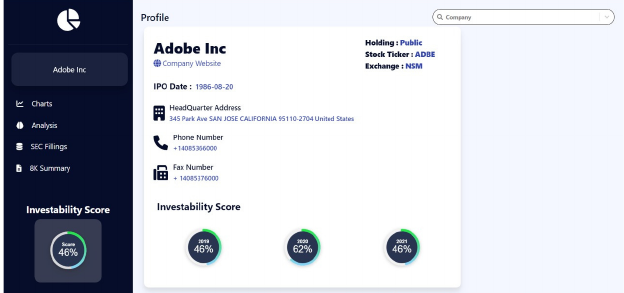 Profile
Company
Adobe Inc
Charts
Analysis
SEC Fillings
8K Summary
Investability Score
Score
46%
Adobe Inc
Company Website
Holding : Public
Stock Ticker : ADBE
Exchange : NSM
IPO Date : 1986-08-20
HeadQuarter Address
345 Park Ave SAN JOSE CALIFORNIA 95110-2704 United States
Phone Number
+14085366000
Fax Number
+ 14085376000
Investability Score
2019
46%
2020
62%
2021
46%